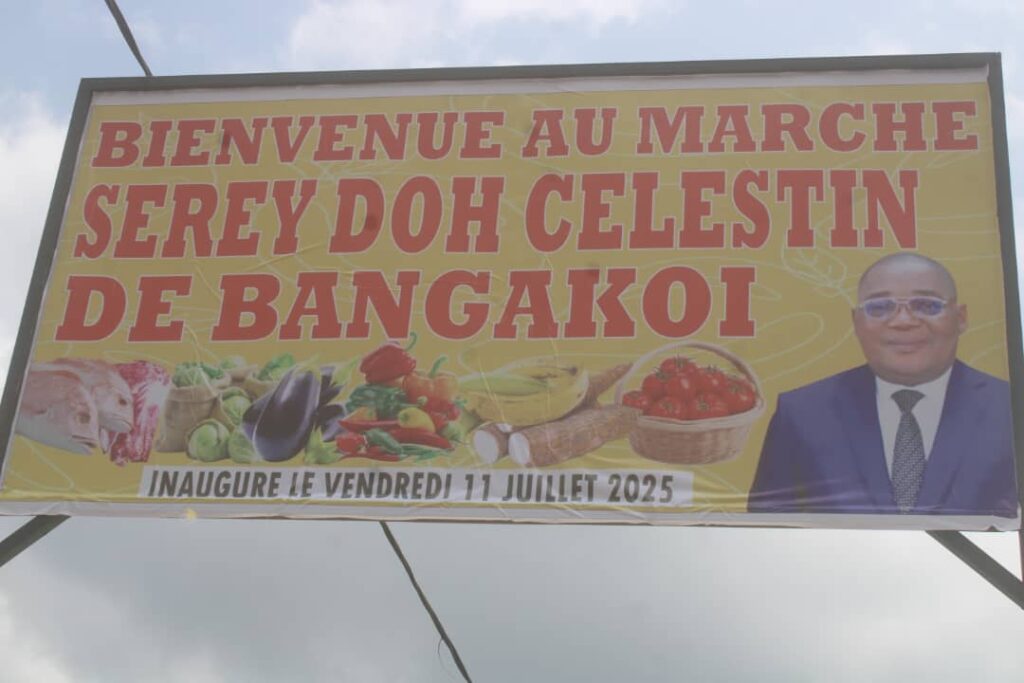 BIENVENUE AU MARCHE
SEREY DOH CELESTIN
DE BANGAKOI
INAUGURE LE VENDREDI 11 JUILLET 2025